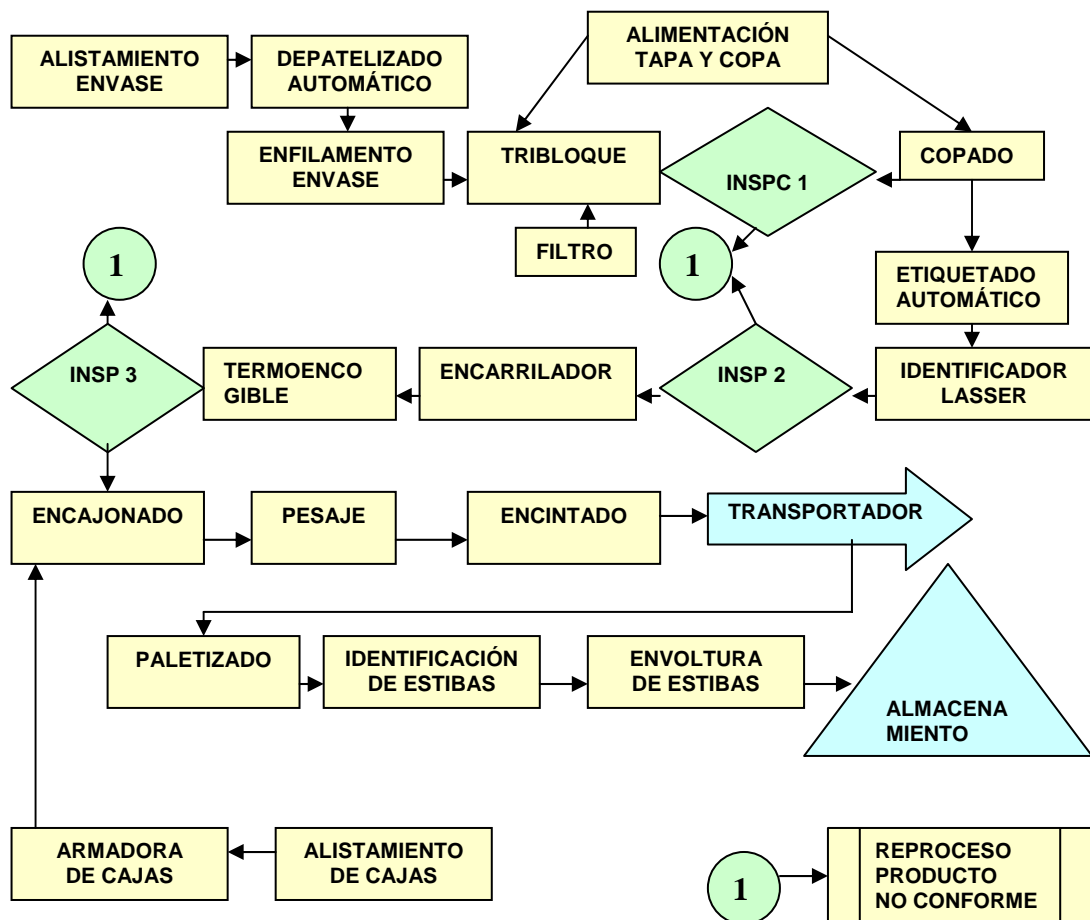 ALISTAMIENTO
ENVASE
DEPATELIZADO
AUTOMÁTICO
ALIMENTACIÓN
TAPA Y COPA
ENFILAMENTO
ENVASE
TRIBLOQUE
INSPC 1
COPADO
FILTRO
1
1
ETIQUETADO
AUTOMÁTICO
INSP 3
TERMOENCO
GIBLE
ENCARRILADOR
INSP 2
IDENTIFICADOR
LASSER
ENCAJONADO
PESAJE
ENCINTADO
TRANSPORTADOR
PALETIZADO
IDENTIFICACIÓN
DE ESTIBAS
ENVOLTURA
DE ESTIBAS
ALMACENA
MIENTO
ARMADORA
DE CAJAS
ALISTAMIENTO
DE CAJAS
1
REPROCESO
PRODUCTO
NO CONFORME